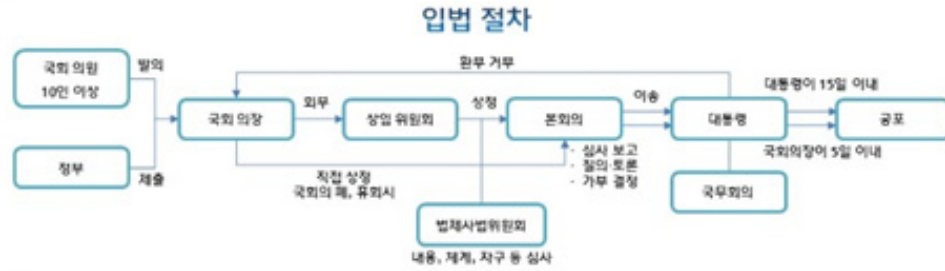 입법 절차
국회 의원
10인 이상
발의
정부
제출
환부 거부
국회 의장
회부
상임 위원회
상정
본회의
이송
대통령
대통령이 15일 이내
공포
국회의장이 5일 이내
직접 상정
국회의 폐, 휴회시
· 심사 보고
· 질의·토론
· 가부 결정
국무회의
법제사법위원회
내용, 체계, 자구 등 심사